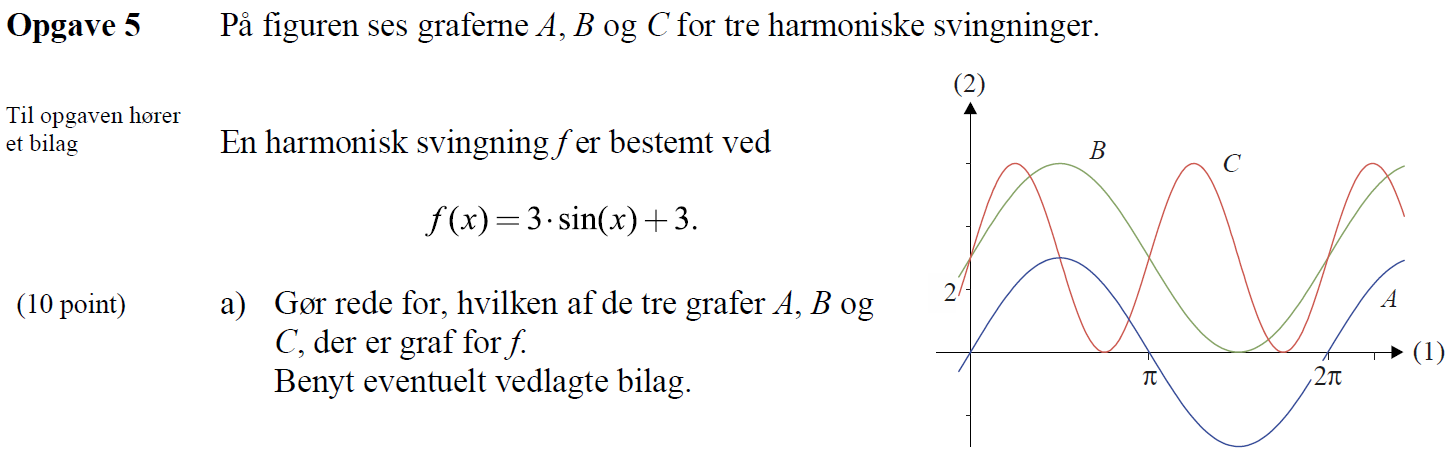 Opgave 5 På figuren ses graferne A, B og C for tre harmoniske svingninger.
Til opgaven hører
et bilag
En harmonisk svingning f er bestemt ved
f(x) = 3·sin(x)+3.
(10 point) a) Gør rede for, hvilken af de tre grafer A, B og
C, der er graf for f.
Benyt eventuelt vedlagte bilag.
(2)
B
C
2
A
(1)
π
2π